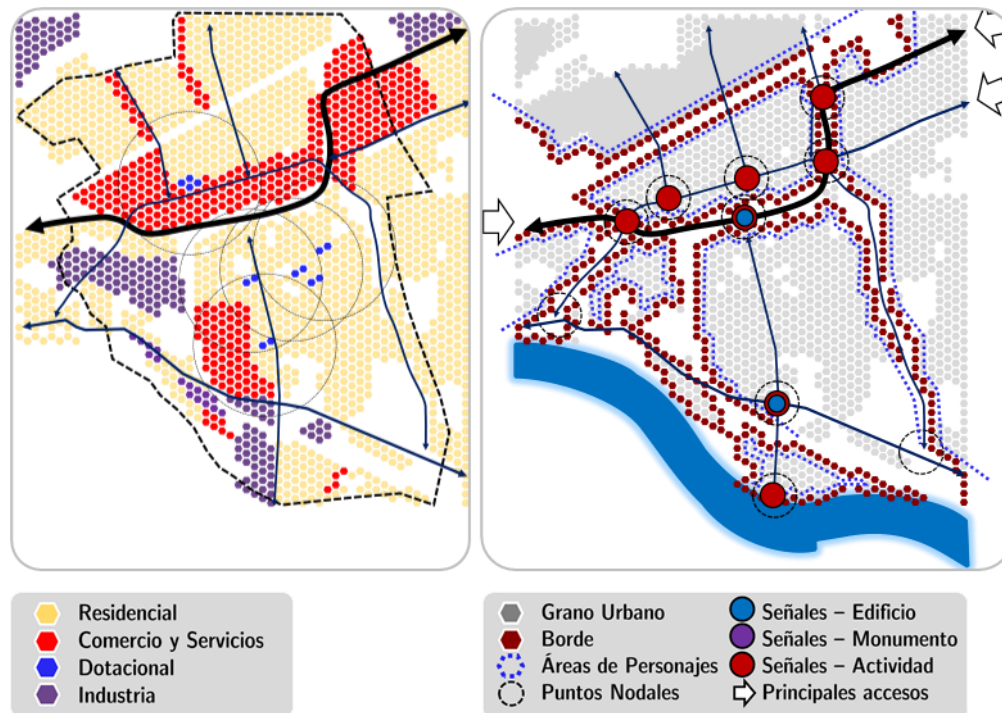 Residencial
Comercio y Servicios
Dotacional
Industria
Grano Urbano
Borde
Áreas de Personajes
Puntos Nodales
Señales – Edificio
Señales – Monumento
Señales – Actividad
Principales accesos